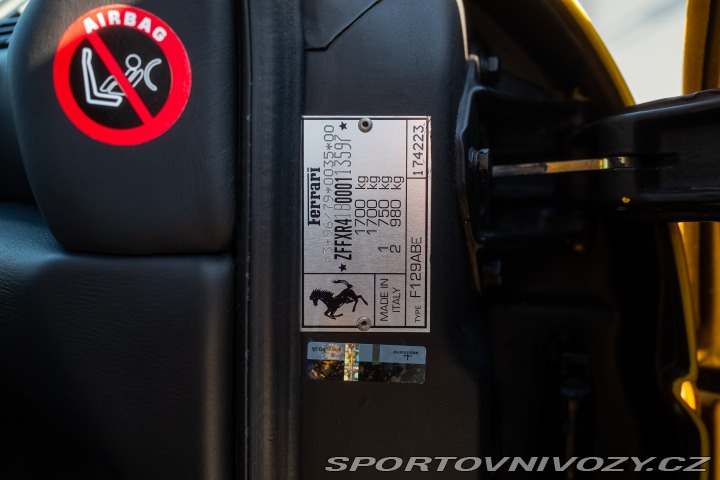 AIRBAG
Ferrari
*96/79*0035*00
★ ZFFXR41B000113597 ★
1700 kg
1700 kg
1 750 kg
2 980 kg
MADE IN
ITALY
TYPE F129ABE
174223
SPORTOVNIVOZY.CZ